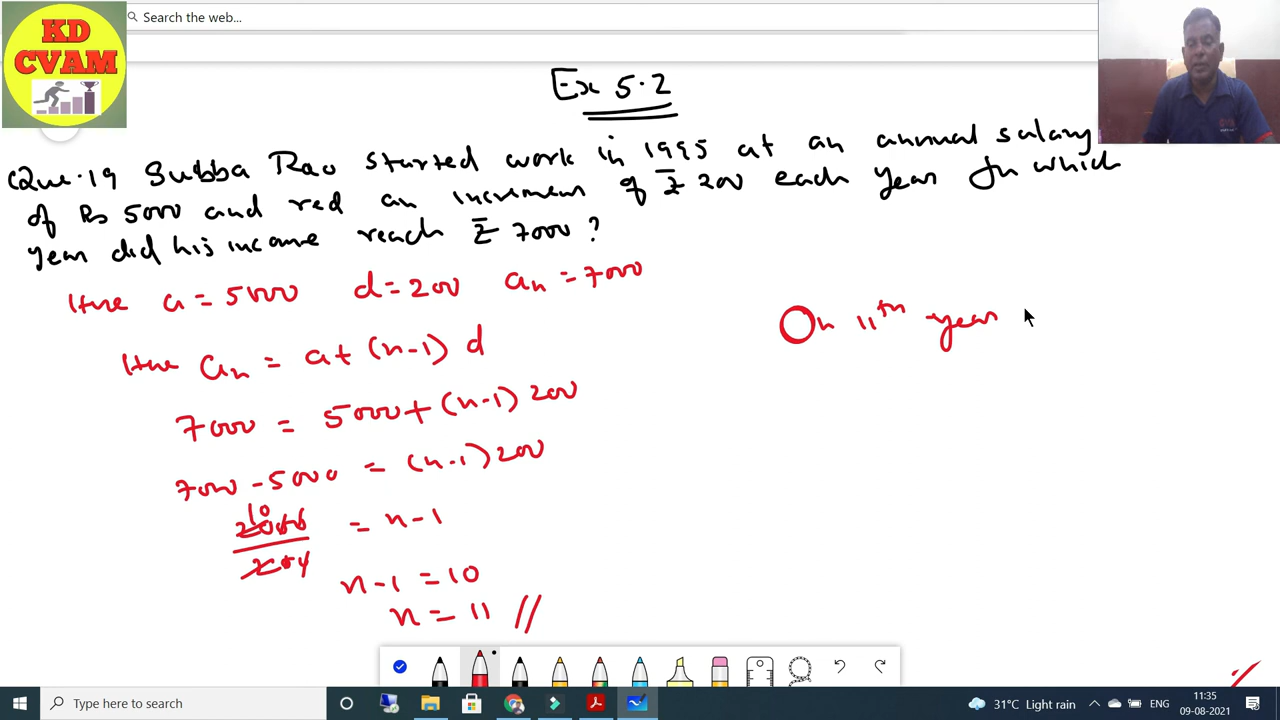 Search the web...
KD
CVAM
Ex 5.2
Que.19 Subba Rao started work in 1995 at an annual salary
of Rs 5000 and red an increment of ₹ 200 each year In which
year did his income reach ₹ 7000 ?
Here a = 5000 d = 200 an = 7000
Here an = a + (n-1) d
7000 = 5000 + (n-1) 200
7000 - 5000 = (n-1) 200
10
2000 = n-1
200
n-1 = 10
n = 11 //
On 11th year
Type here to search
31°C Light rain
ENG
11:35
09-08-2021